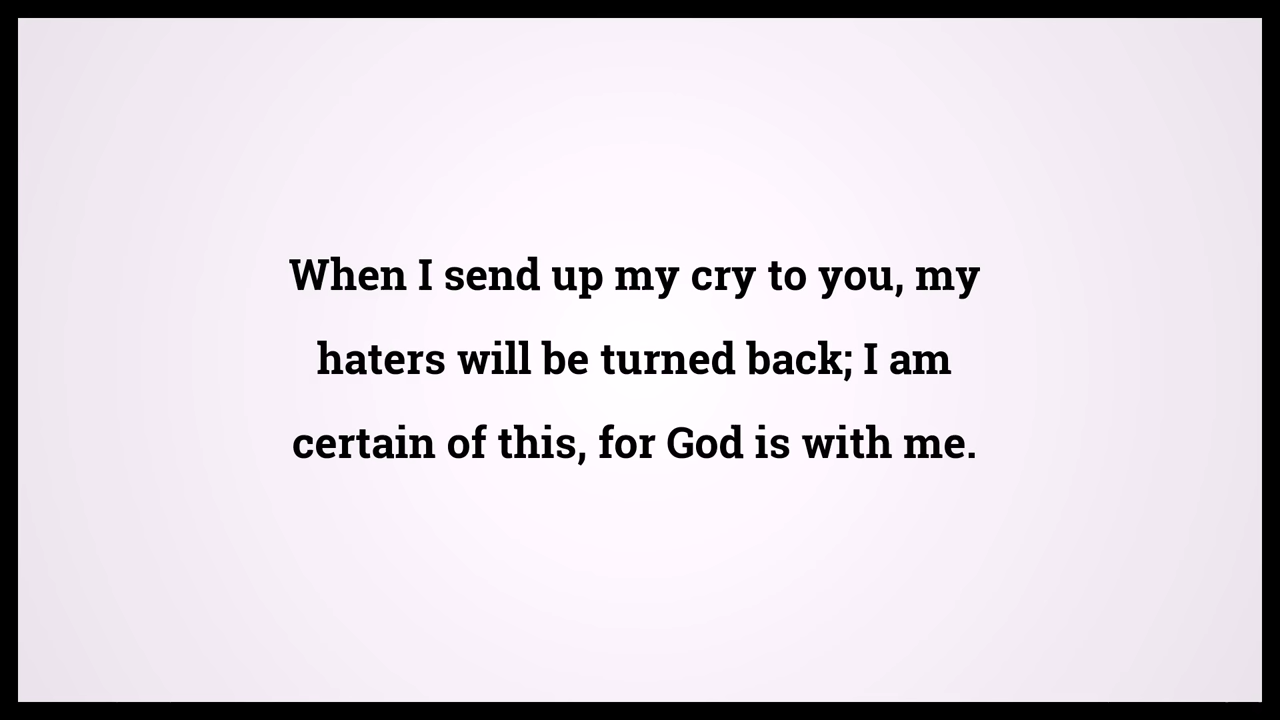 When I send up my cry to you, my
haters will be turned back; I am
certain of this, for God is with me.